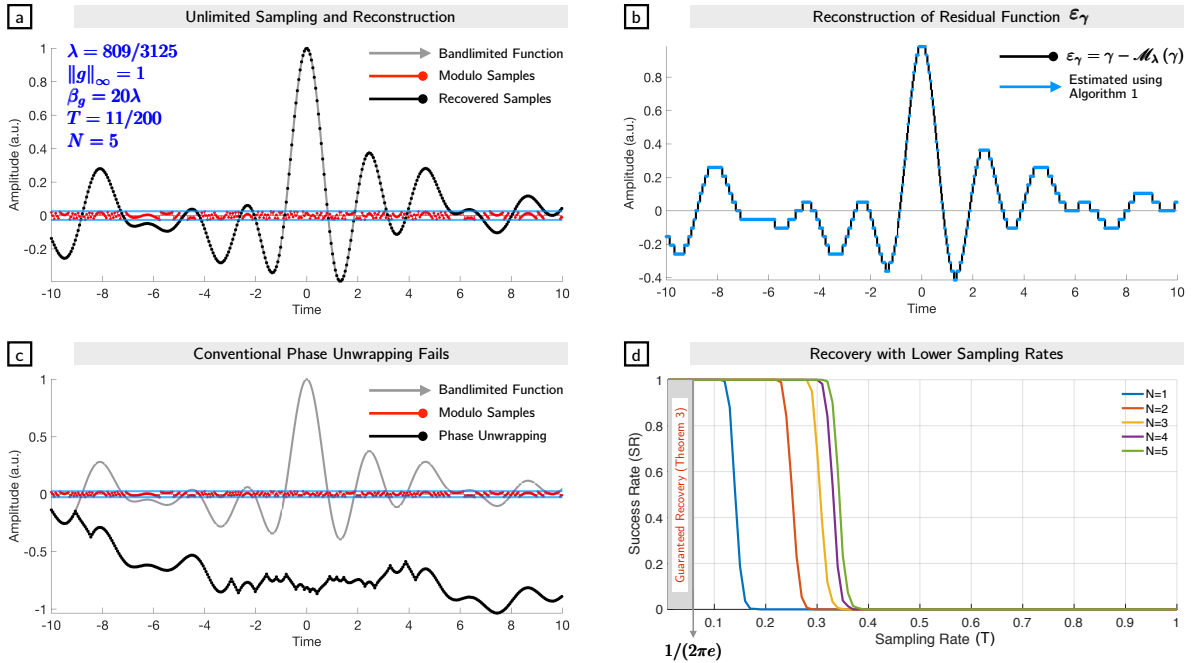 a
Unlimited Sampling and Reconstruction
λ = 809/3125
‖g‖∞ = 1
β_g = 20λ
T = 11/200
N = 5
Bandlimited Function
Modulo Samples
Recovered Samples
Amplitude (a.u.)
1
0.8
0.6
0.4
0.2
0
-0.2
-10 -8 -6 -4 -2 0 2 4 6 8 10
Time
b
Reconstruction of Residual Function ε_γ
ε_γ = γ − ℳ_λ(γ)
Estimated using
Algorithm 1
Amplitude (a.u.)
0.8
0.6
0.4
0.2
0
-0.2
-0.4
-10 -8 -6 -4 -2 0 2 4 6 8 10
Time
c
Conventional Phase Unwrapping Fails
Bandlimited Function
Modulo Samples
Phase Unwrapping
Amplitude (a.u.)
1
0.5
0
-0.5
-1
-10 -8 -6 -4 -2 0 2 4 6 8 10
Time
d
Recovery with Lower Sampling Rates
N=1
N=2
N=3
N=4
N=5
Guaranteed Recovery (Theorem 3)
Success Rate (SR)
1
0.8
0.6
0.4
0.2
0
0.1 0.2 0.3 0.4 0.5 0.6 0.7 0.8 0.9 1
Sampling Rate (T)
1/(2πe)